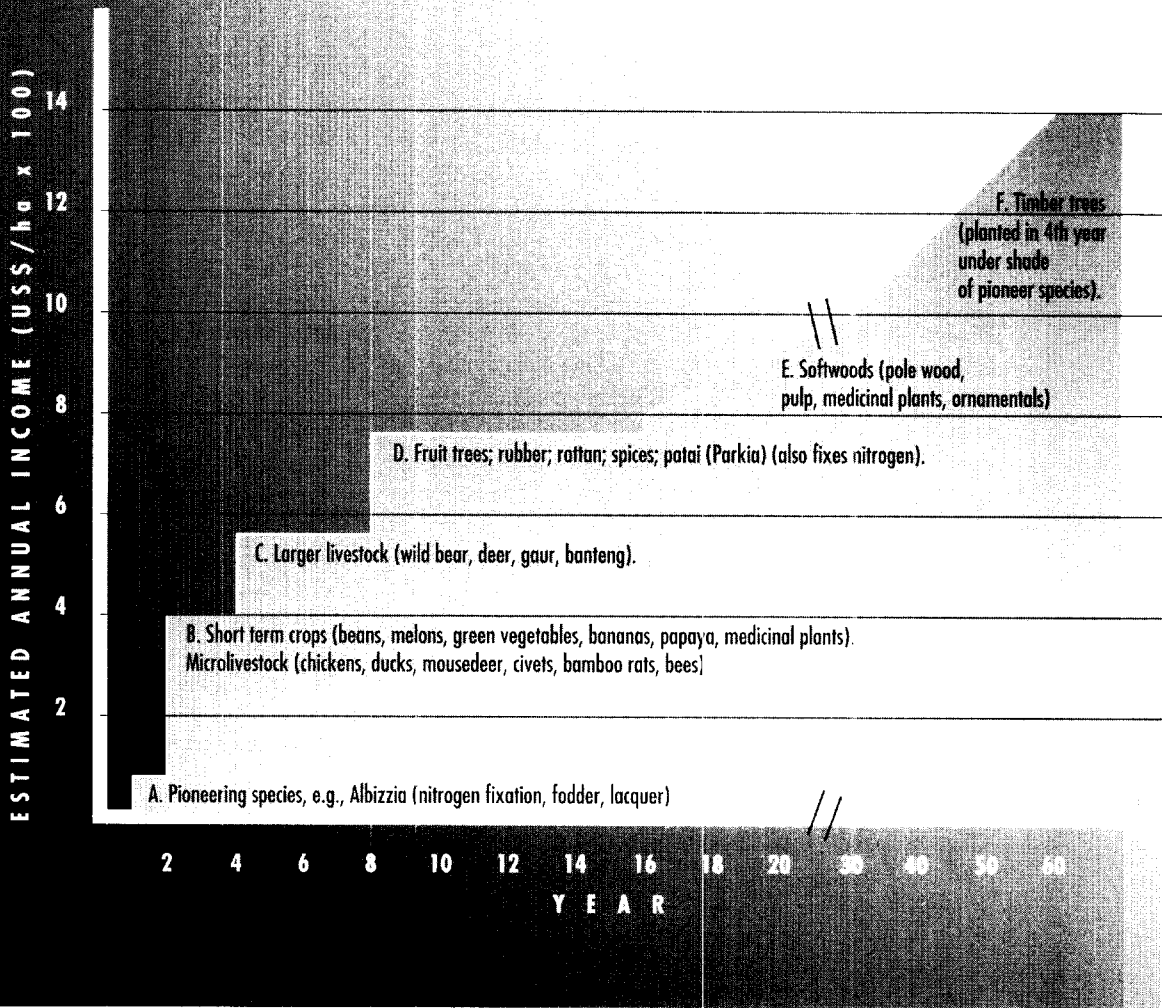 ESTIMATED ANNUAL INCOME (US$/ha x 100)
14
12
10
8
6
4
2
F. Timber trees
(planted in 4th year
under shade
of pioneer species).
E. Softwoods (pole wood,
pulp, medicinal plants, ornamentals)
D. Fruit trees; rubber; rattan; spices; patai (Parkia) (also fixes nitrogen).
C. Larger livestock (wild bear, deer, gaur, banteng).
B. Short term crops (beans, melons, green vegetables, bananas, papaya, medicinal plants).
Microlivestock (chickens, ducks, mousedeer, civets, bamboo rats, bees)
A. Pioneering species, e.g., Albizzia (nitrogen fixation, fodder, lacquer)
2 4 6 8 10 12 14 16 18 20 30 40 50 60
YEAR